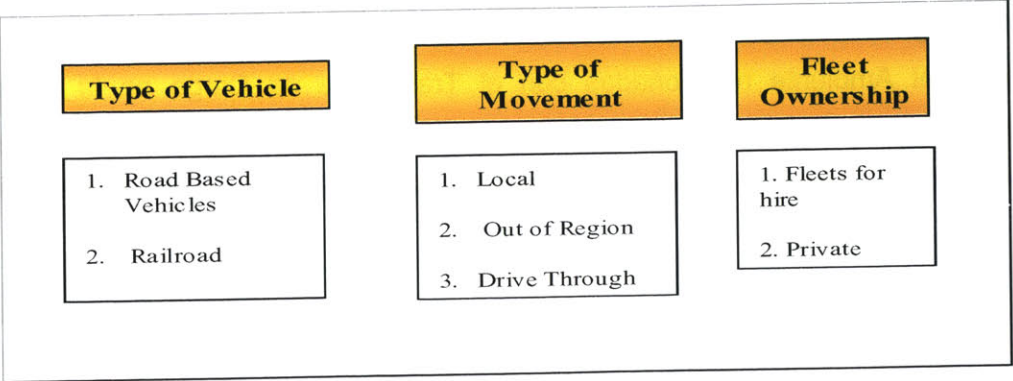 Type of Vehicle
1. Road Based
Vehicles
2. Railroad
Type of
Movement
1. Local
2. Out of Region
3. Drive Through
Fleet
Ownership
1. Fleets for
hire
2. Private